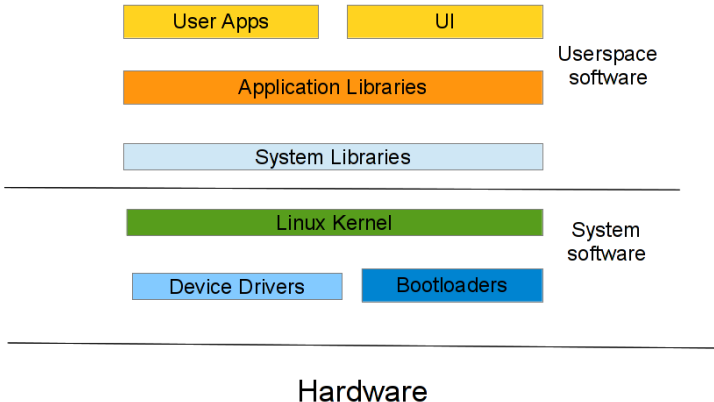 User Apps
UI
Userspace
software
Application Libraries
System Libraries
Linux Kernel
System
software
Device Drivers
Bootloaders
Hardware